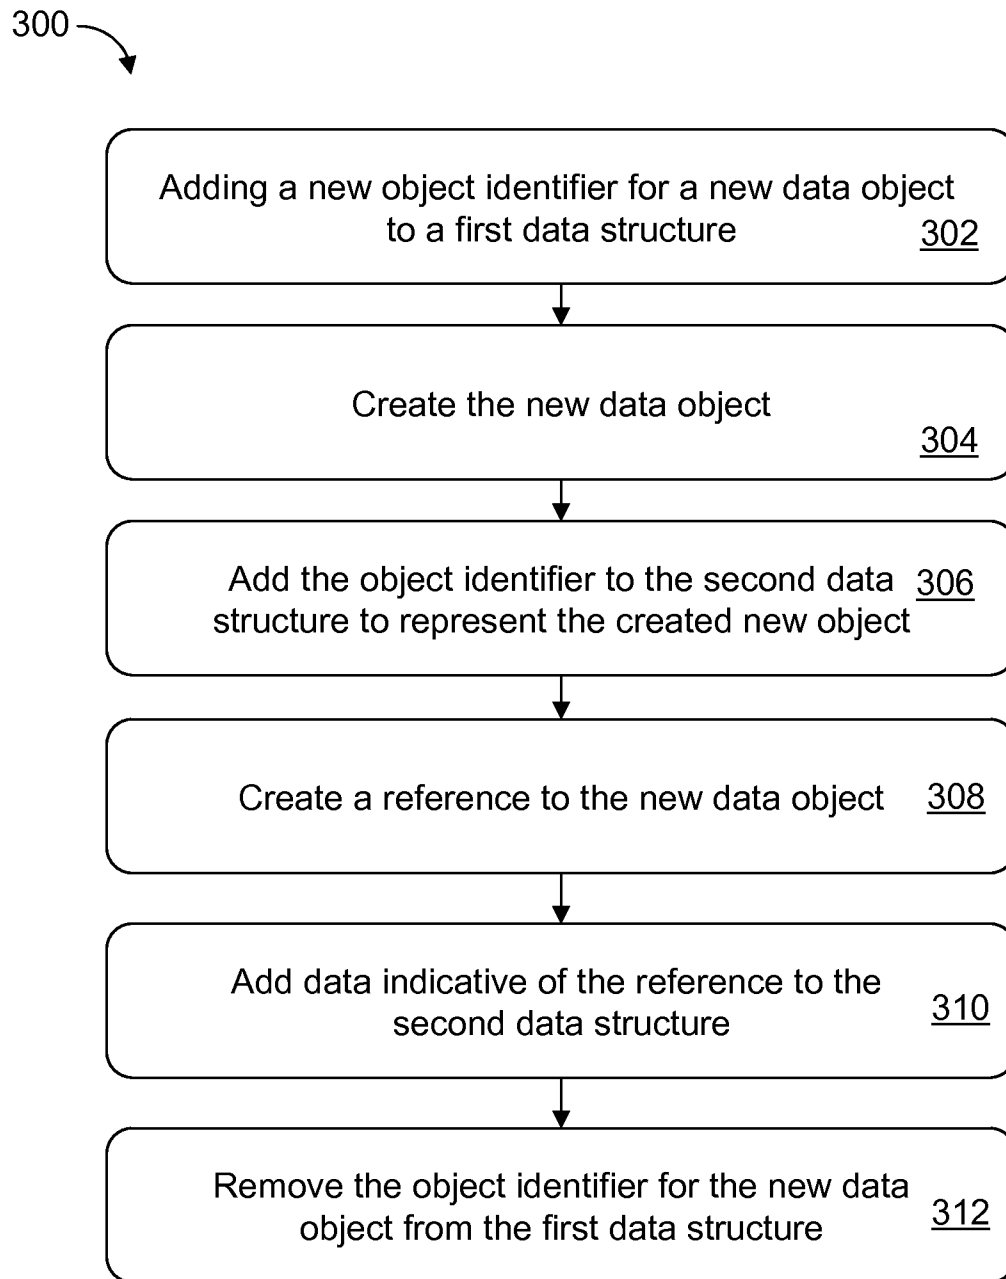 300
Adding a new object identifier for a new data object
to a first data structure
302
Create the new data object
304
Add the object identifier to the second data
306
structure to represent the created new object
Create a reference to the new data object
308
Add data indicative of the reference to the
second data structure
310
Remove the object identifier for the new data
object from the first data structure
312